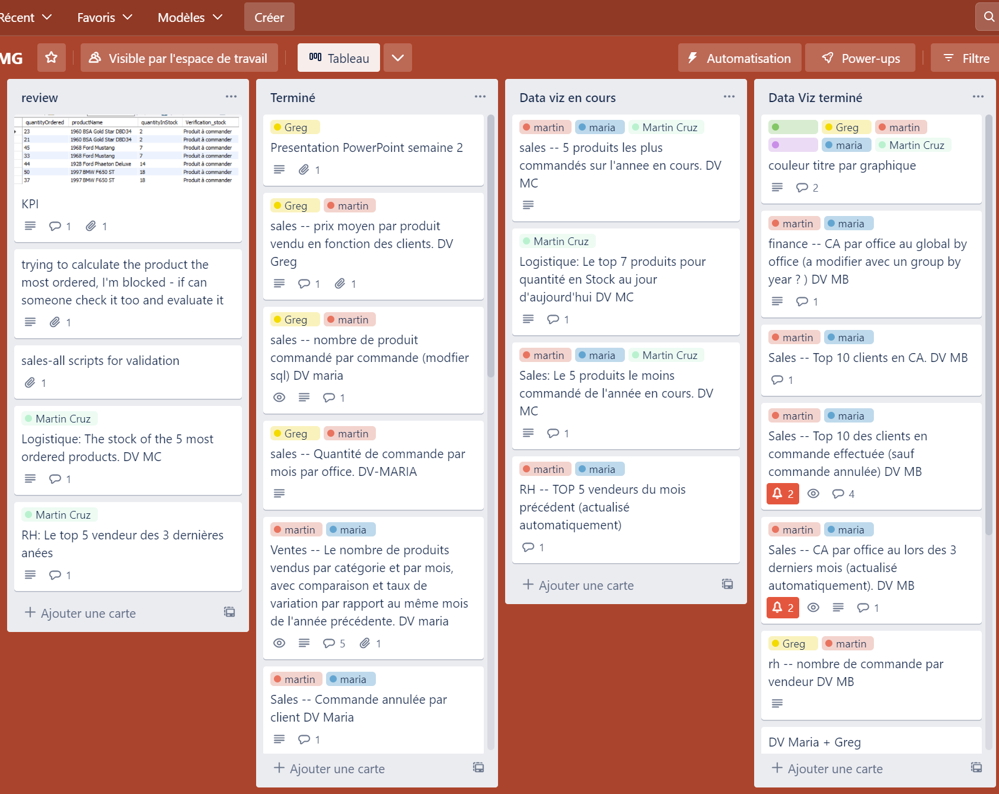 Récent
Favoris
Modèles
Créer
MG
Visible par l'espace de travail
Tableau
Automatisation
Power-ups
Filtre
review
quantityOrdered productName quantityInStock Verification_stock
23 1960 BSA Gold Star DBD34 2 Produit à commander
21 1960 BSA Gold Star DBD34 2 Produit à commander
45 1968 Ford Mustang 7 Produit à commander
33 1968 Ford Mustang 7 Produit à commander
44 1928 Ford Phaeton Deluxe 14 Produit à commander
50 1997 BMW F650 ST 18 Produit à commander
37 1997 BMW F650 ST 18 Produit à commander
KPI
1 1
trying to calculate the product the
most ordered, I'm blocked - if can
someone check it too and evaluate it
1
sales-all scripts for validation
1
Martin Cruz
Logistique: The stock of the 5 most
ordered products. DV MC
1
Martin Cruz
RH: Le top 5 vendeur des 3 dernières
anées
1
Ajouter une carte
Terminé
Greg
Presentation PowerPoint semaine 2
1
Greg martin
sales -- prix moyen par produit
vendu en fonction des clients. DV
Greg
1 1
Greg martin
sales -- nombre de produit
commandé par commande (modfier
sql) DV maria
1
Greg martin
sales -- Quantité de commande par
mois par office. DV-MARIA
martin maria
Ventes -- Le nombre de produits
vendus par catégorie et par mois,
avec comparaison et taux de
variation par rapport au même mois
de l'année précédente. DV maria
5 1
martin maria
Sales -- Commande annulée par
client DV Maria
1
Ajouter une carte
Data viz en cours
martin maria Martin Cruz
sales -- 5 produits les plus
commandés sur l'annee en cours. DV
MC
Martin Cruz
Logistique: Le top 7 produits pour
quantité en Stock au jour
d'aujourd'hui DV MC
1
martin maria Martin Cruz
Sales: Le 5 produits le moins
commandé de l'année en cours. DV
MC
1
martin maria
RH -- TOP 5 vendeurs du mois
précédent (actualisé
automatiquement)
1
Ajouter une carte
Data Viz terminé
Greg martin
maria Martin Cruz
couleur titre par graphique
2
martin maria
finance -- CA par office au global by
office (a modifier avec un group by
year ? ) DV MB
1
martin maria
Sales -- Top 10 clients en CA. DV MB
1
martin maria
Sales -- Top 10 des clients en
commande effectuée (sauf
commande annulée) DV MB
2 4
martin maria
Sales -- CA par office au lors des 3
derniers mois (actualisé
automatiquement). DV MB
2 1
Greg martin
rh -- nombre de commande par
vendeur DV MB
DV Maria + Greg
Ajouter une carte